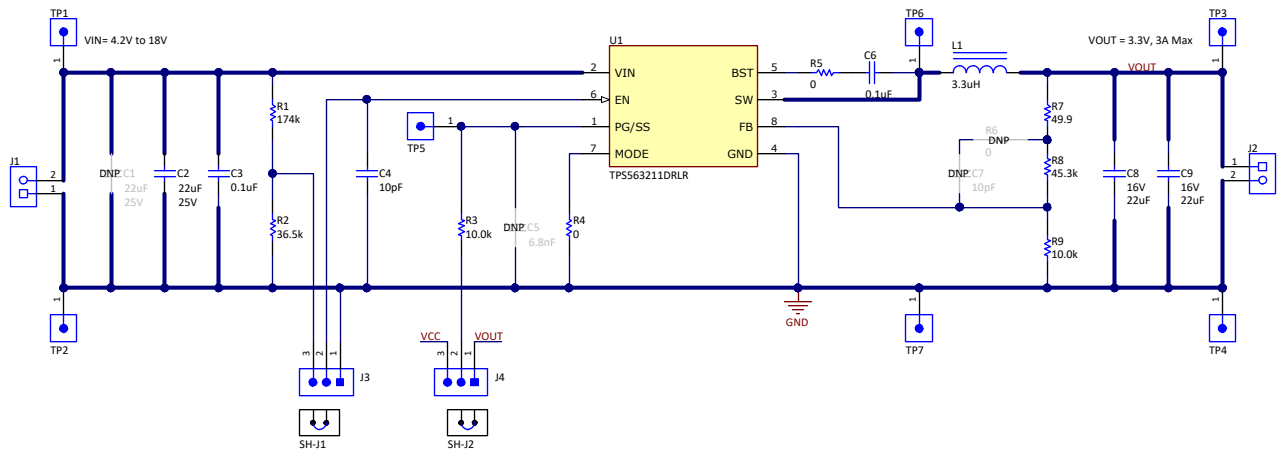 TP1
VIN= 4.2V to 18V
TP6
TP3
VOUT = 3.3V, 3A Max
VOUT
1
1
1
U1
2 VIN
6 EN
1 PG/SS
7 MODE
BST 5
SW 3
FB 8
GND 4
TPS563211DRLR
R5
0
C6
0.1uF
L1
3.3uH
R1
174k
R2
36.5k
TP5
1
J1
2
1
DNP C1
22uF
25V
C2
22uF
25V
C3
0.1uF
C4
10pF
R3
10.0k
DNP C5
6.8nF
R4
0
R6
DNP
0
DNP C7
10pF
R7
49.9
R8
45.3k
R9
10.0k
C8
16V
22uF
C9
16V
22uF
J2
1
2
1
TP2
GND
1
TP7
1
TP4
3 2 1
J3
SH-J1
VCC
VOUT
3 2 1
J4
SH-J2